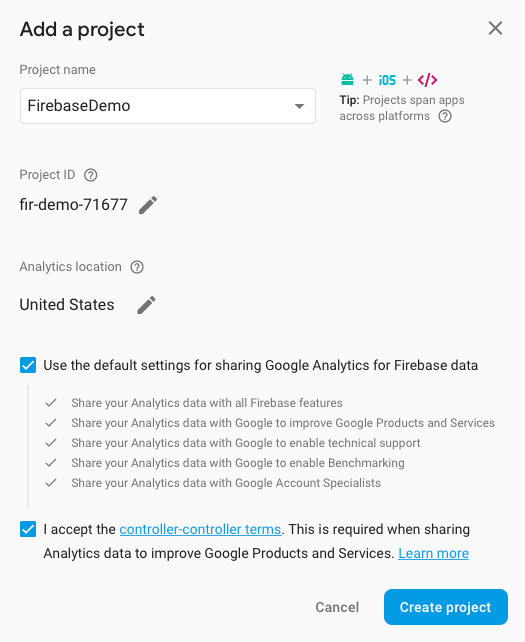 Add a project
Project name
FirebaseDemo
+ iOS + </>
Tip: Projects span apps
across platforms
Project ID
fir-demo-71677
Analytics location
United States
Use the default settings for sharing Google Analytics for Firebase data
Share your Analytics data with all Firebase features
Share your Analytics data with Google to improve Google Products and Services
Share your Analytics data with Google to enable technical support
Share your Analytics data with Google to enable Benchmarking
Share your Analytics data with Google Account Specialists
I accept the controller-controller terms. This is required when sharing
Analytics data to improve Google Products and Services. Learn more
Cancel
Create project